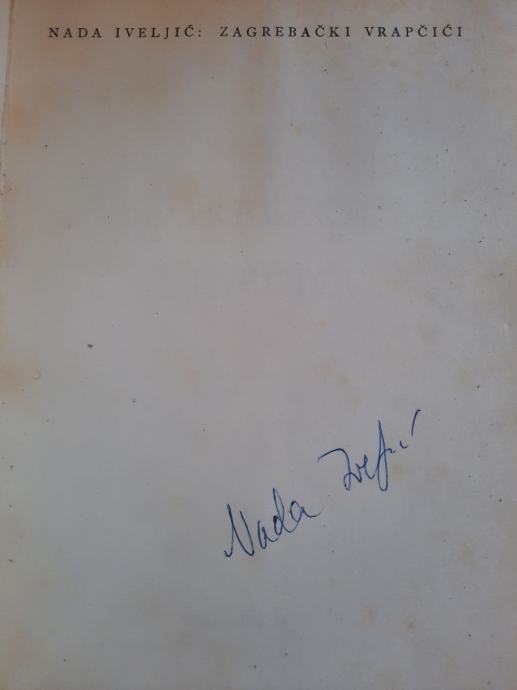 NADA IVELJIĆ: ZAGREBAČKI VRAPČIĆI
Nada Iveljić